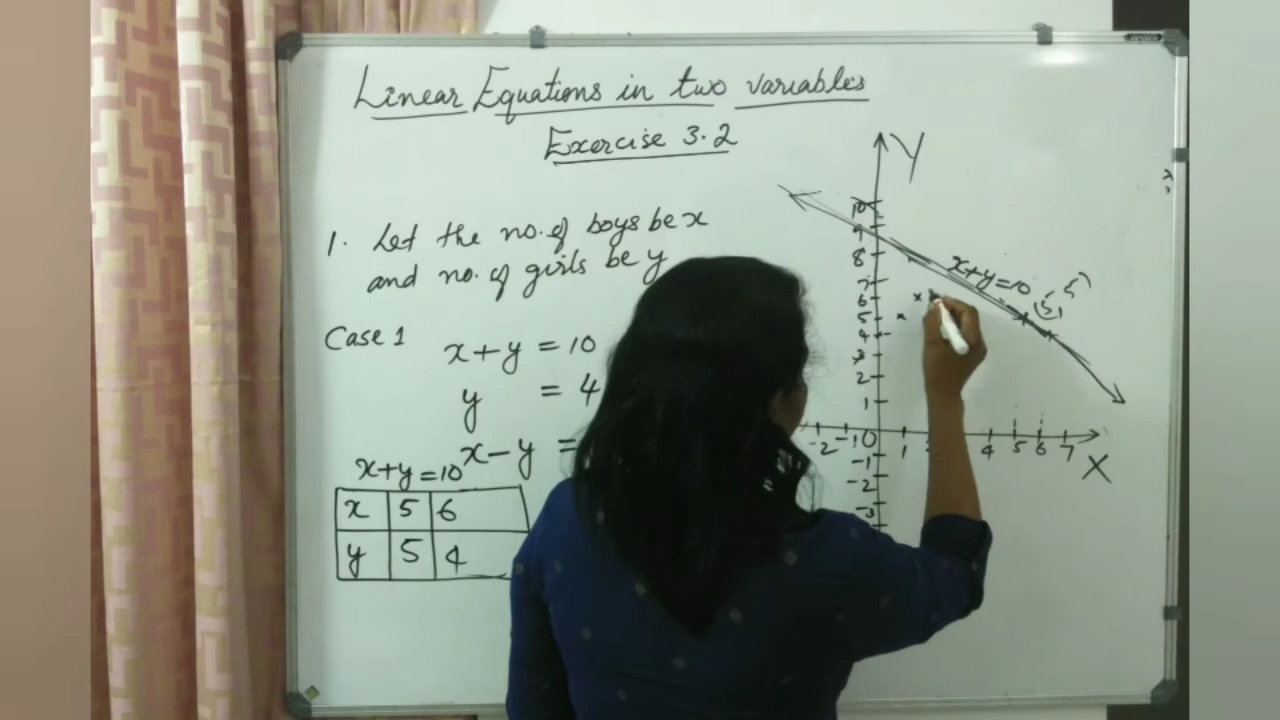 Linear Equations in two variables
Exercise 3.2
1. Let the no. of boys be x
and no. of girls be y
Case 1
x+y = 10
y = 4
x-y =
x+y=10
x 5 6
y 5 4
Y
10
9
8
7
6
5
4
3
2
1
x+y=10
(5,5)
-2 -1 0 1 4 5 6 7
X
-1
-2
-3